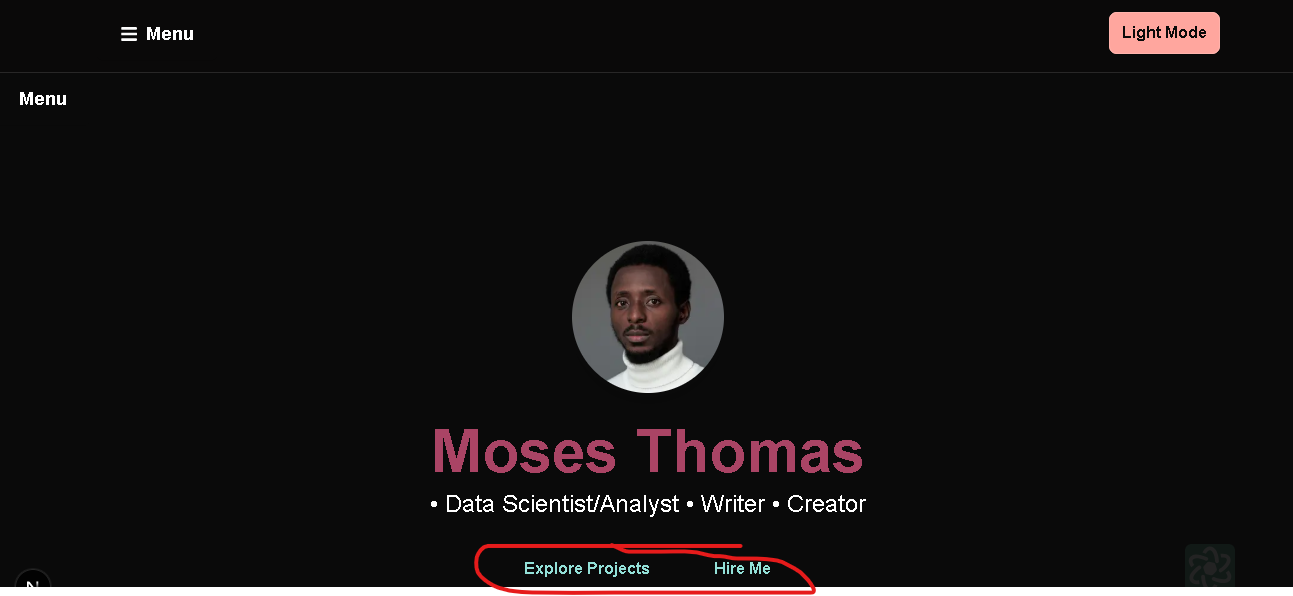 Menu
Light Mode
Menu
Moses Thomas
• Data Scientist/Analyst • Writer • Creator
Explore Projects
Hire Me